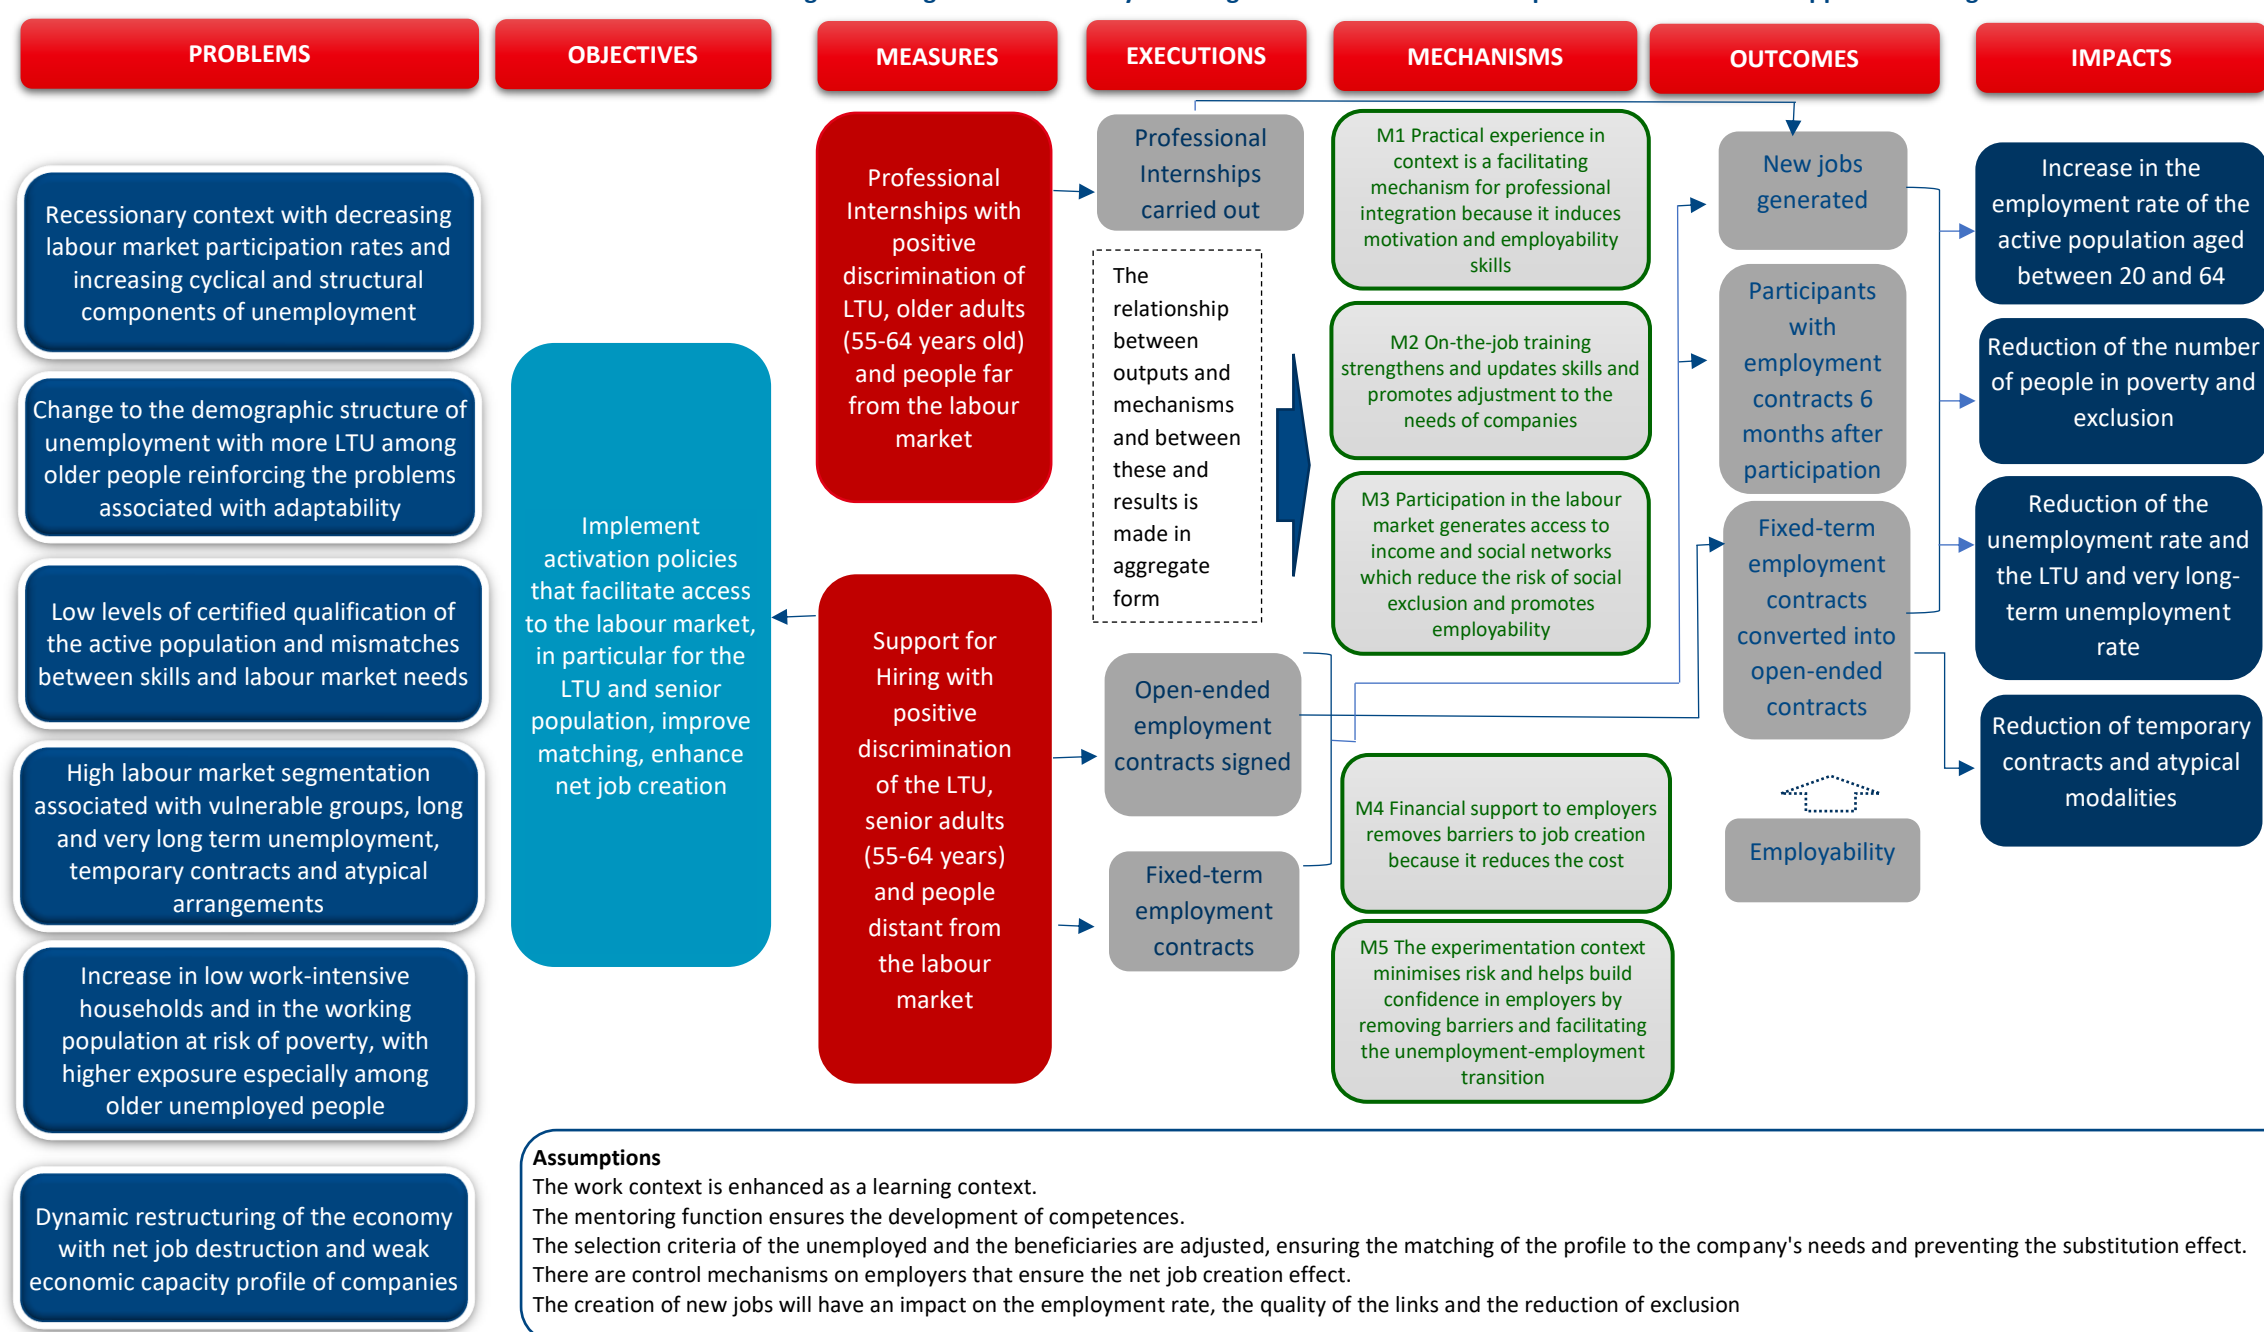 PROBLEMS
OBJECTIVES
MEASURES
EXECUTIONS
MECHANISMS
OUTCOMES
IMPACTS
Recessionary context with decreasing
labour market participation rates and
increasing cyclical and structural
components of unemployment
Change to the demographic structure of
unemployment with more LTU among
older people reinforcing the problems
associated with adaptability
Low levels of certified qualification of
the active population and mismatches
between skills and labour market needs
High labour market segmentation
associated with vulnerable groups, long
and very long term unemployment,
temporary contracts and atypical
arrangements
Increase in low work-intensive
households and in the working
population at risk of poverty, with
higher exposure especially among
older unemployed people
Dynamic restructuring of the economy
with net job destruction and weak
economic capacity profile of companies
Implement
activation policies
that facilitate access
to the labour market,
in particular for the
LTU and senior
population, improve
matching, enhance
net job creation
Professional
Internships with
positive
discrimination of
LTU, older adults
(55-64 years old)
and people far
from the labour
market
Support for
Hiring with
positive
discrimination
of the LTU,
senior adults
(55-64 years)
and people
distant from
the labour
market
Professional
Internships
carried out
The
relationship
between
outputs and
mechanisms
and between
these and
results is
made in
aggregate
form
Open-ended
employment
contracts signed
Fixed-term
employment
contracts
M1 Practical experience in
context is a facilitating
mechanism for professional
integration because it induces
motivation and employability
skills
M2 On-the-job training
strengthens and updates skills and
promotes adjustment to the
needs of companies
M3 Participation in the labour
market generates access to
income and social networks
which reduce the risk of social
exclusion and promotes
employability
M4 Financial support to employers
removes barriers to job creation
because it reduces the cost
M5 The experimentation context
minimises risk and helps build
confidence in employers by
removing barriers and facilitating
the unemployment-employment
transition
New jobs
generated
Participants
with
employment
contracts 6
months after
participation
Fixed-term
employment
contracts
converted into
open-ended
contracts
Employability
Increase in the
employment rate of the
active population aged
between 20 and 64
Reduction of the number
of people in poverty and
exclusion
Reduction of the
unemployment rate and
the LTU and very long-
term unemployment
rate
Reduction of temporary
contracts and atypical
modalities
Assumptions
The work context is enhanced as a learning context.
The mentoring function ensures the development of competences.
The selection criteria of the unemployed and the beneficiaries are adjusted, ensuring the matching of the profile to the company's needs and preventing the substitution effect.
There are control mechanisms on employers that ensure the net job creation effect.
The creation of new jobs will have an impact on the employment rate, the quality of the links and the reduction of exclusion